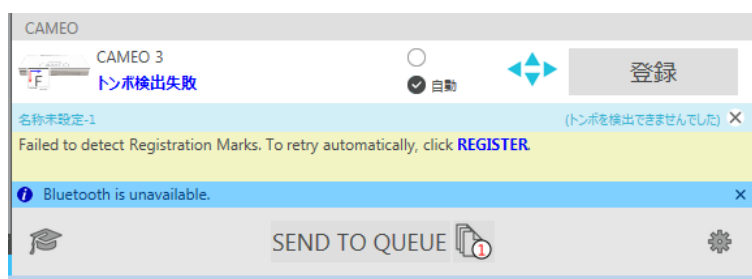 CAMEO
CAMEO 3
トンボ検出失敗
自動
登録
F
名称未設定-1
(トンボを検出できませんでした)
Failed to detect Registration Marks. To retry automatically, click REGISTER.
Bluetooth is unavailable.
SEND TO QUEUE
1